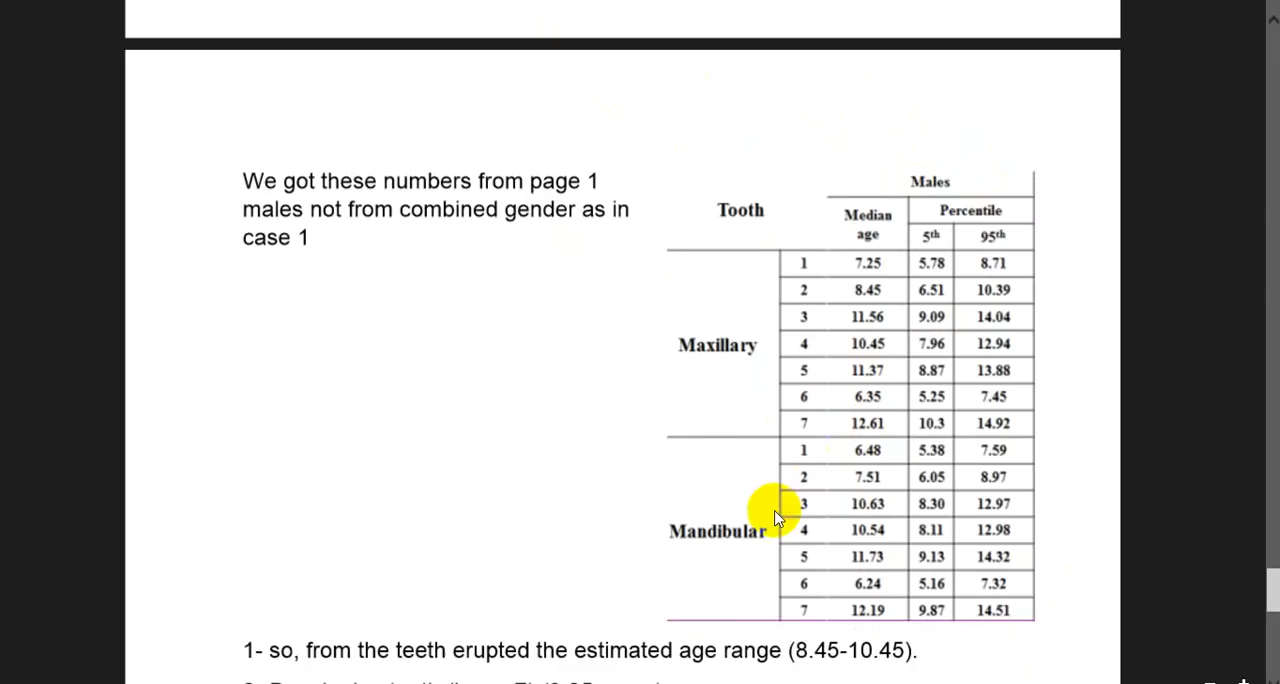 We got these numbers from page 1
males not from combined gender as in
case 1
Males
Tooth Median age Percentile
5th 95th
Maxillary
1 7.25 5.78 8.71
2 8.45 6.51 10.39
3 11.56 9.09 14.04
4 10.45 7.96 12.94
5 11.37 8.87 13.88
6 6.35 5.25 7.45
7 12.61 10.3 14.92
Mandibular
1 6.48 5.38 7.59
2 7.51 6.05 8.97
3 10.63 8.30 12.97
4 10.54 8.11 12.98
5 11.73 9.13 14.32
6 6.24 5.16 7.32
7 12.19 9.87 14.51
1- so, from the teeth erupted the estimated age range (8.45-10.45).